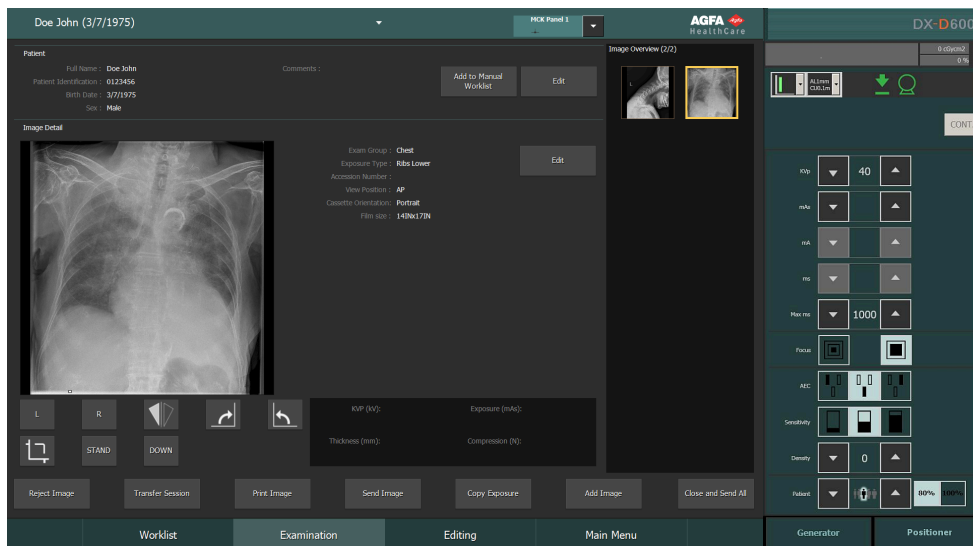 Doe John (3/7/1975)
MCK Panel 1
AGFA
HealthCare
DX-D600
Patient
Full Name : Doe John
Patient Identification : 0123456
Birth Date : 3/7/1975
Sex : Male
Comments :
Add to Manual
Worklist
Edit
Image Overview (2/2)
Image Detail
Exam Group : Chest
Exposure Type : Ribs Lower
Accession Number :
View Position : AP
Cassette Orientation: Portrait
Film size : 14INx17IN
Edit
L
R
STAND
DOWN
KVP (kV):
Exposure (mAs):
Thickness (mm):
Compression (N):
Reject Image
Transfer Session
Print Image
Send Image
Copy Exposure
Add Image
Close and Send All
Worklist
Examination
Editing
Main Menu
0 cGycm2
0 %
AL1mm
CU0.1m
CONT
KVp
40
mAs
mA
ms
Max ms
1000
Focus
AEC
Sensitivity
Density
0
Patient
80%
100%
Generator
Positioner